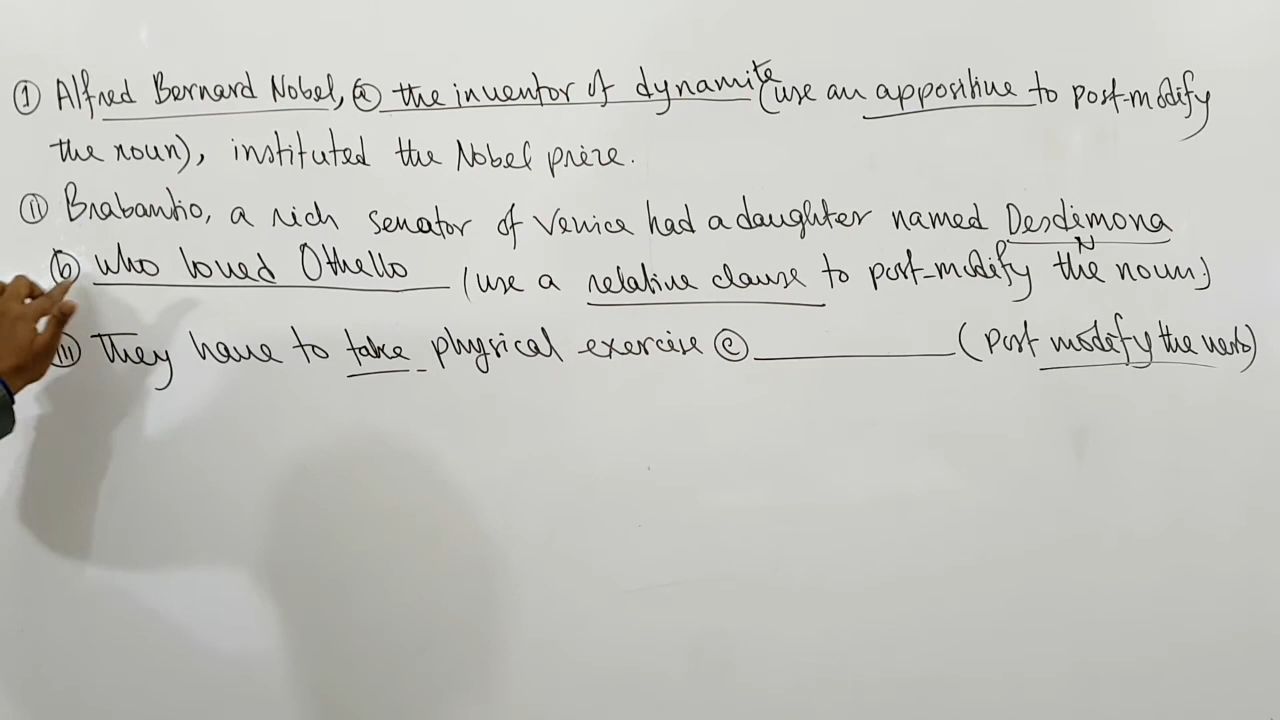 ① Alfred Bernard Nobel, ⓐ the inventor of dynamite (use an appositive to post-modify
the noun), instituted the Nobel prize.
ⓘⓘ Brabantio, a rich senator of Venice had a daughter named Desdimona
N
ⓑ who loved Othello (use a relative clause to post-modify the noun)
ⓘⓘⓘ They have to take physical exercise ⓒ ________ (Post modify the verb)